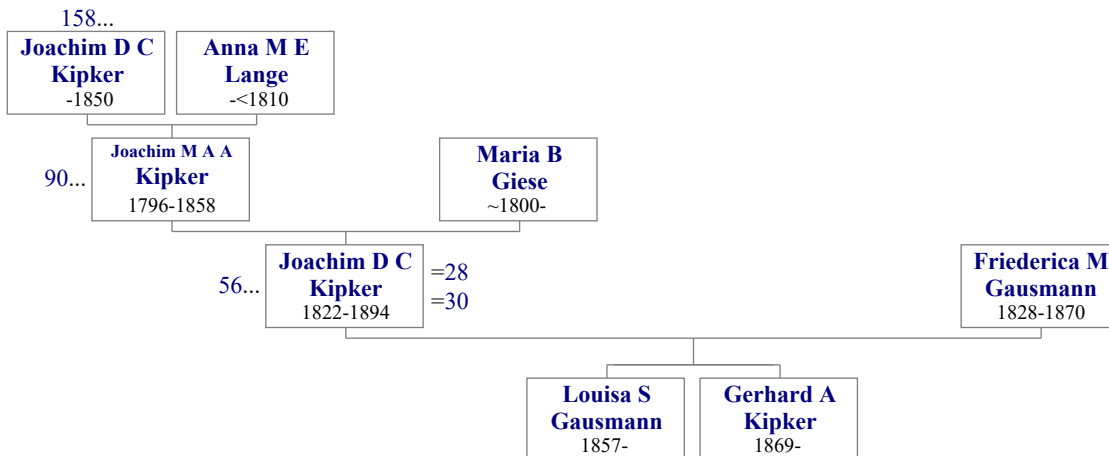 158...
Joachim D C
Kipker
-1850
Anna M E
Lange
-<1810
90...
Joachim M A A
Kipker
1796-1858
Maria B
Giese
~1800-
56...
Joachim D C
Kipker
1822-1894
=28
=30
Friederica M
Gausmann
1828-1870
Louisa S
Gausmann
1857-
Gerhard A
Kipker
1869-